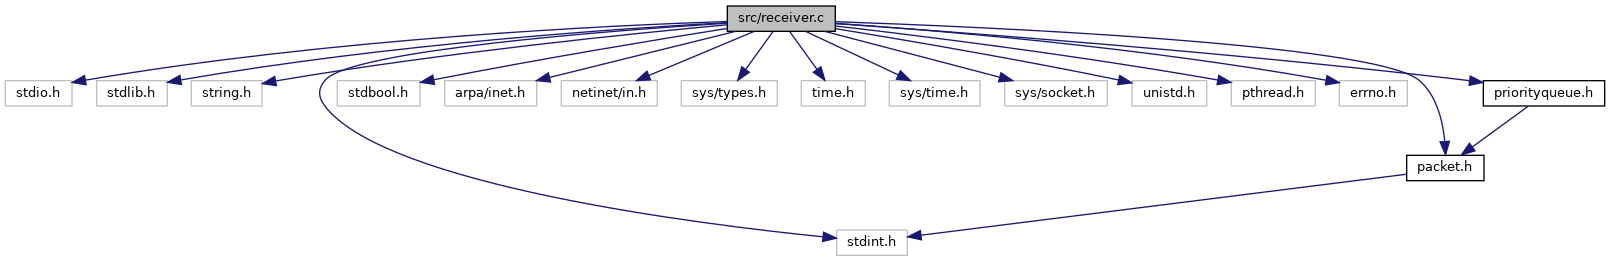 src/receiver.c
stdio.h
stdlib.h
string.h
stdbool.h
arpa/inet.h
netinet/in.h
sys/types.h
time.h
sys/time.h
sys/socket.h
unistd.h
pthread.h
errno.h
priorityqueue.h
packet.h
stdint.h